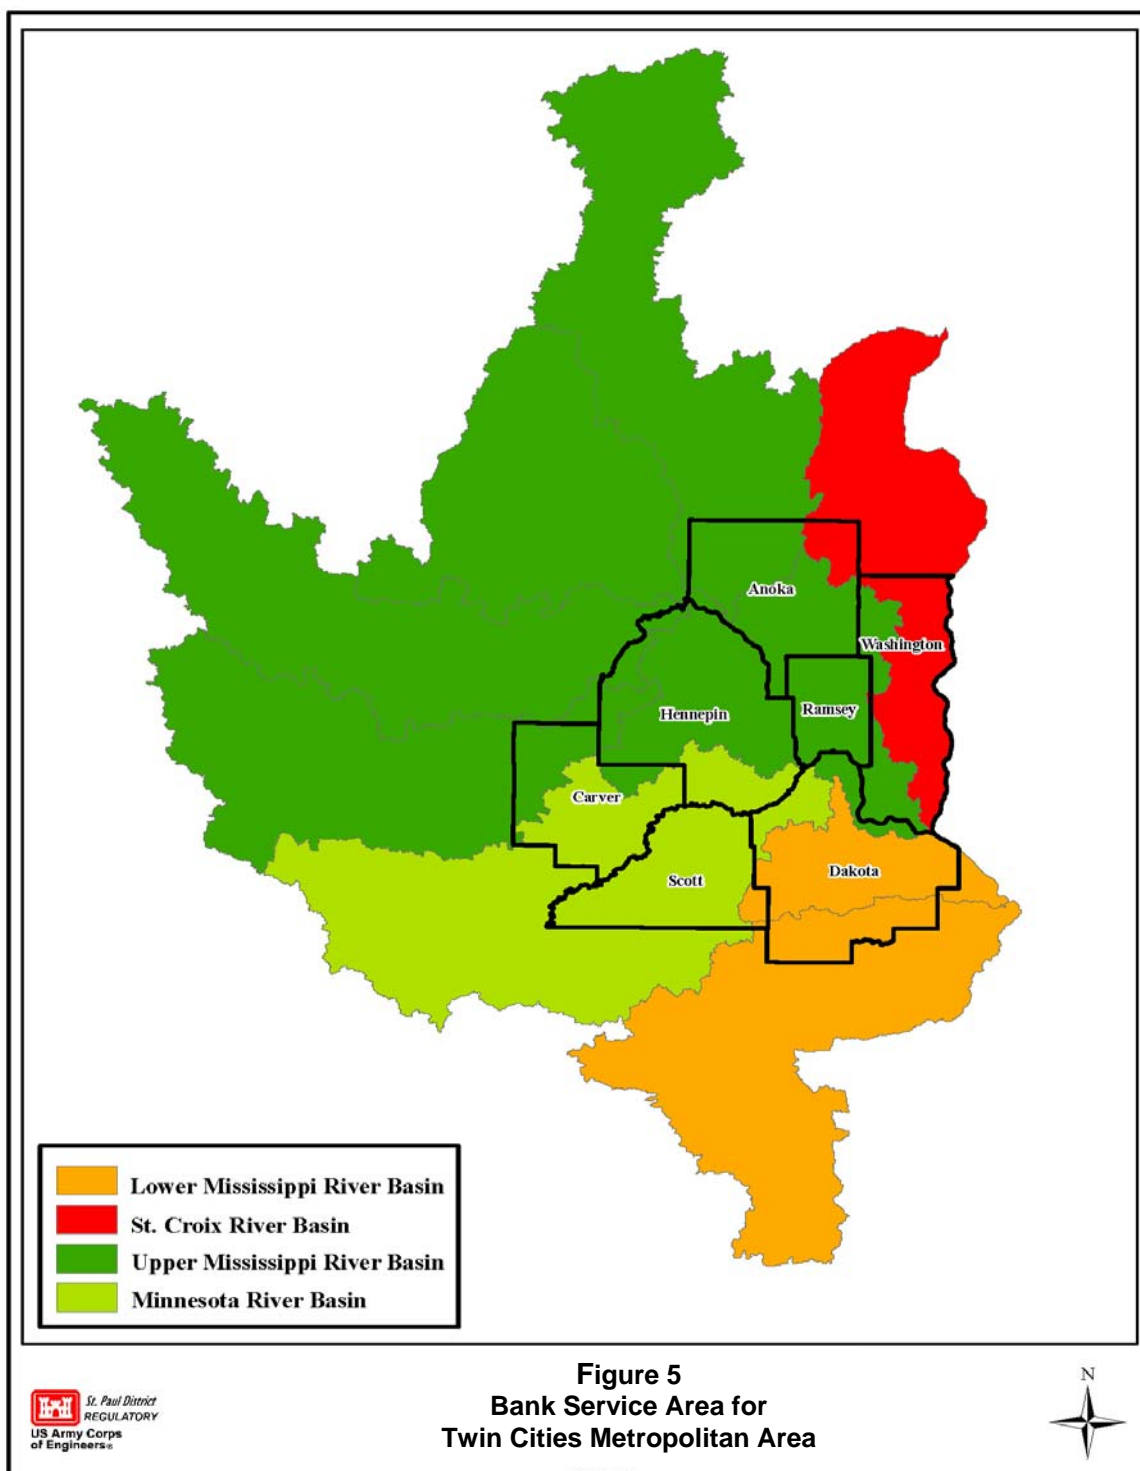 Anoka
Washington
Hennepin
Ramsey
Carver
Scott
Dakota
Lower Mississippi River Basin
St. Croix River Basin
Upper Mississippi River Basin
Minnesota River Basin
Figure 5
Bank Service Area for
Twin Cities Metropolitan Area
St. Paul District
REGULATORY
US Army Corps
of Engineers®
N